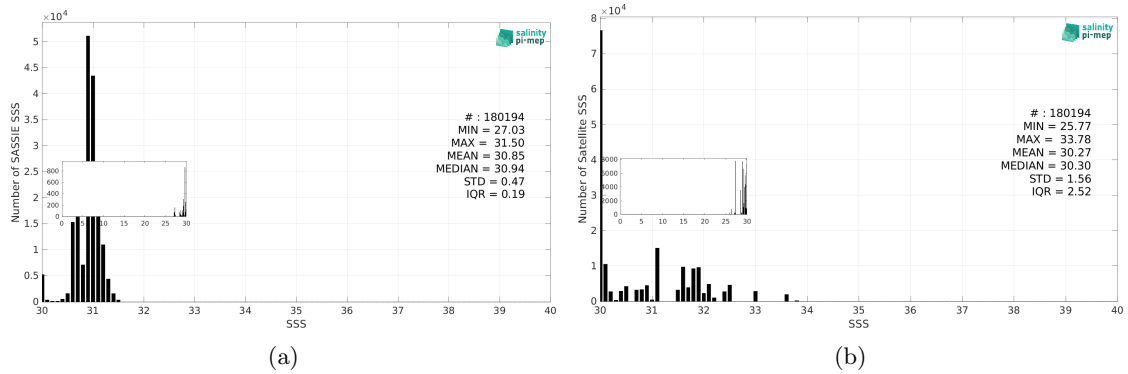 ×10⁴
5
4.5
4
3.5
3
2.5
2
1.5
1
0.5
0
Number of SASSIE SSS
30 31 32 33 34 35 36 37 38 39 40
SSS
salinity
pi-mep
# : 180194
MIN = 27.03
MAX = 31.50
MEAN = 30.85
MEDIAN = 30.94
STD = 0.47
IQR = 0.19
800
600
400
200
0
0 5 10 15 20 25 30
(a)
8 ×10⁴
7
6
5
4
3
2
1
0
Number of Satellite SSS
30 31 32 33 34 35 36 37 38 39 40
SSS
salinity
pi-mep
# : 180194
MIN = 25.77
MAX = 33.78
MEAN = 30.27
MEDIAN = 30.30
STD = 1.56
IQR = 2.52
8000
6000
4000
2000
0
0 5 10 15 20 25 30
(b)